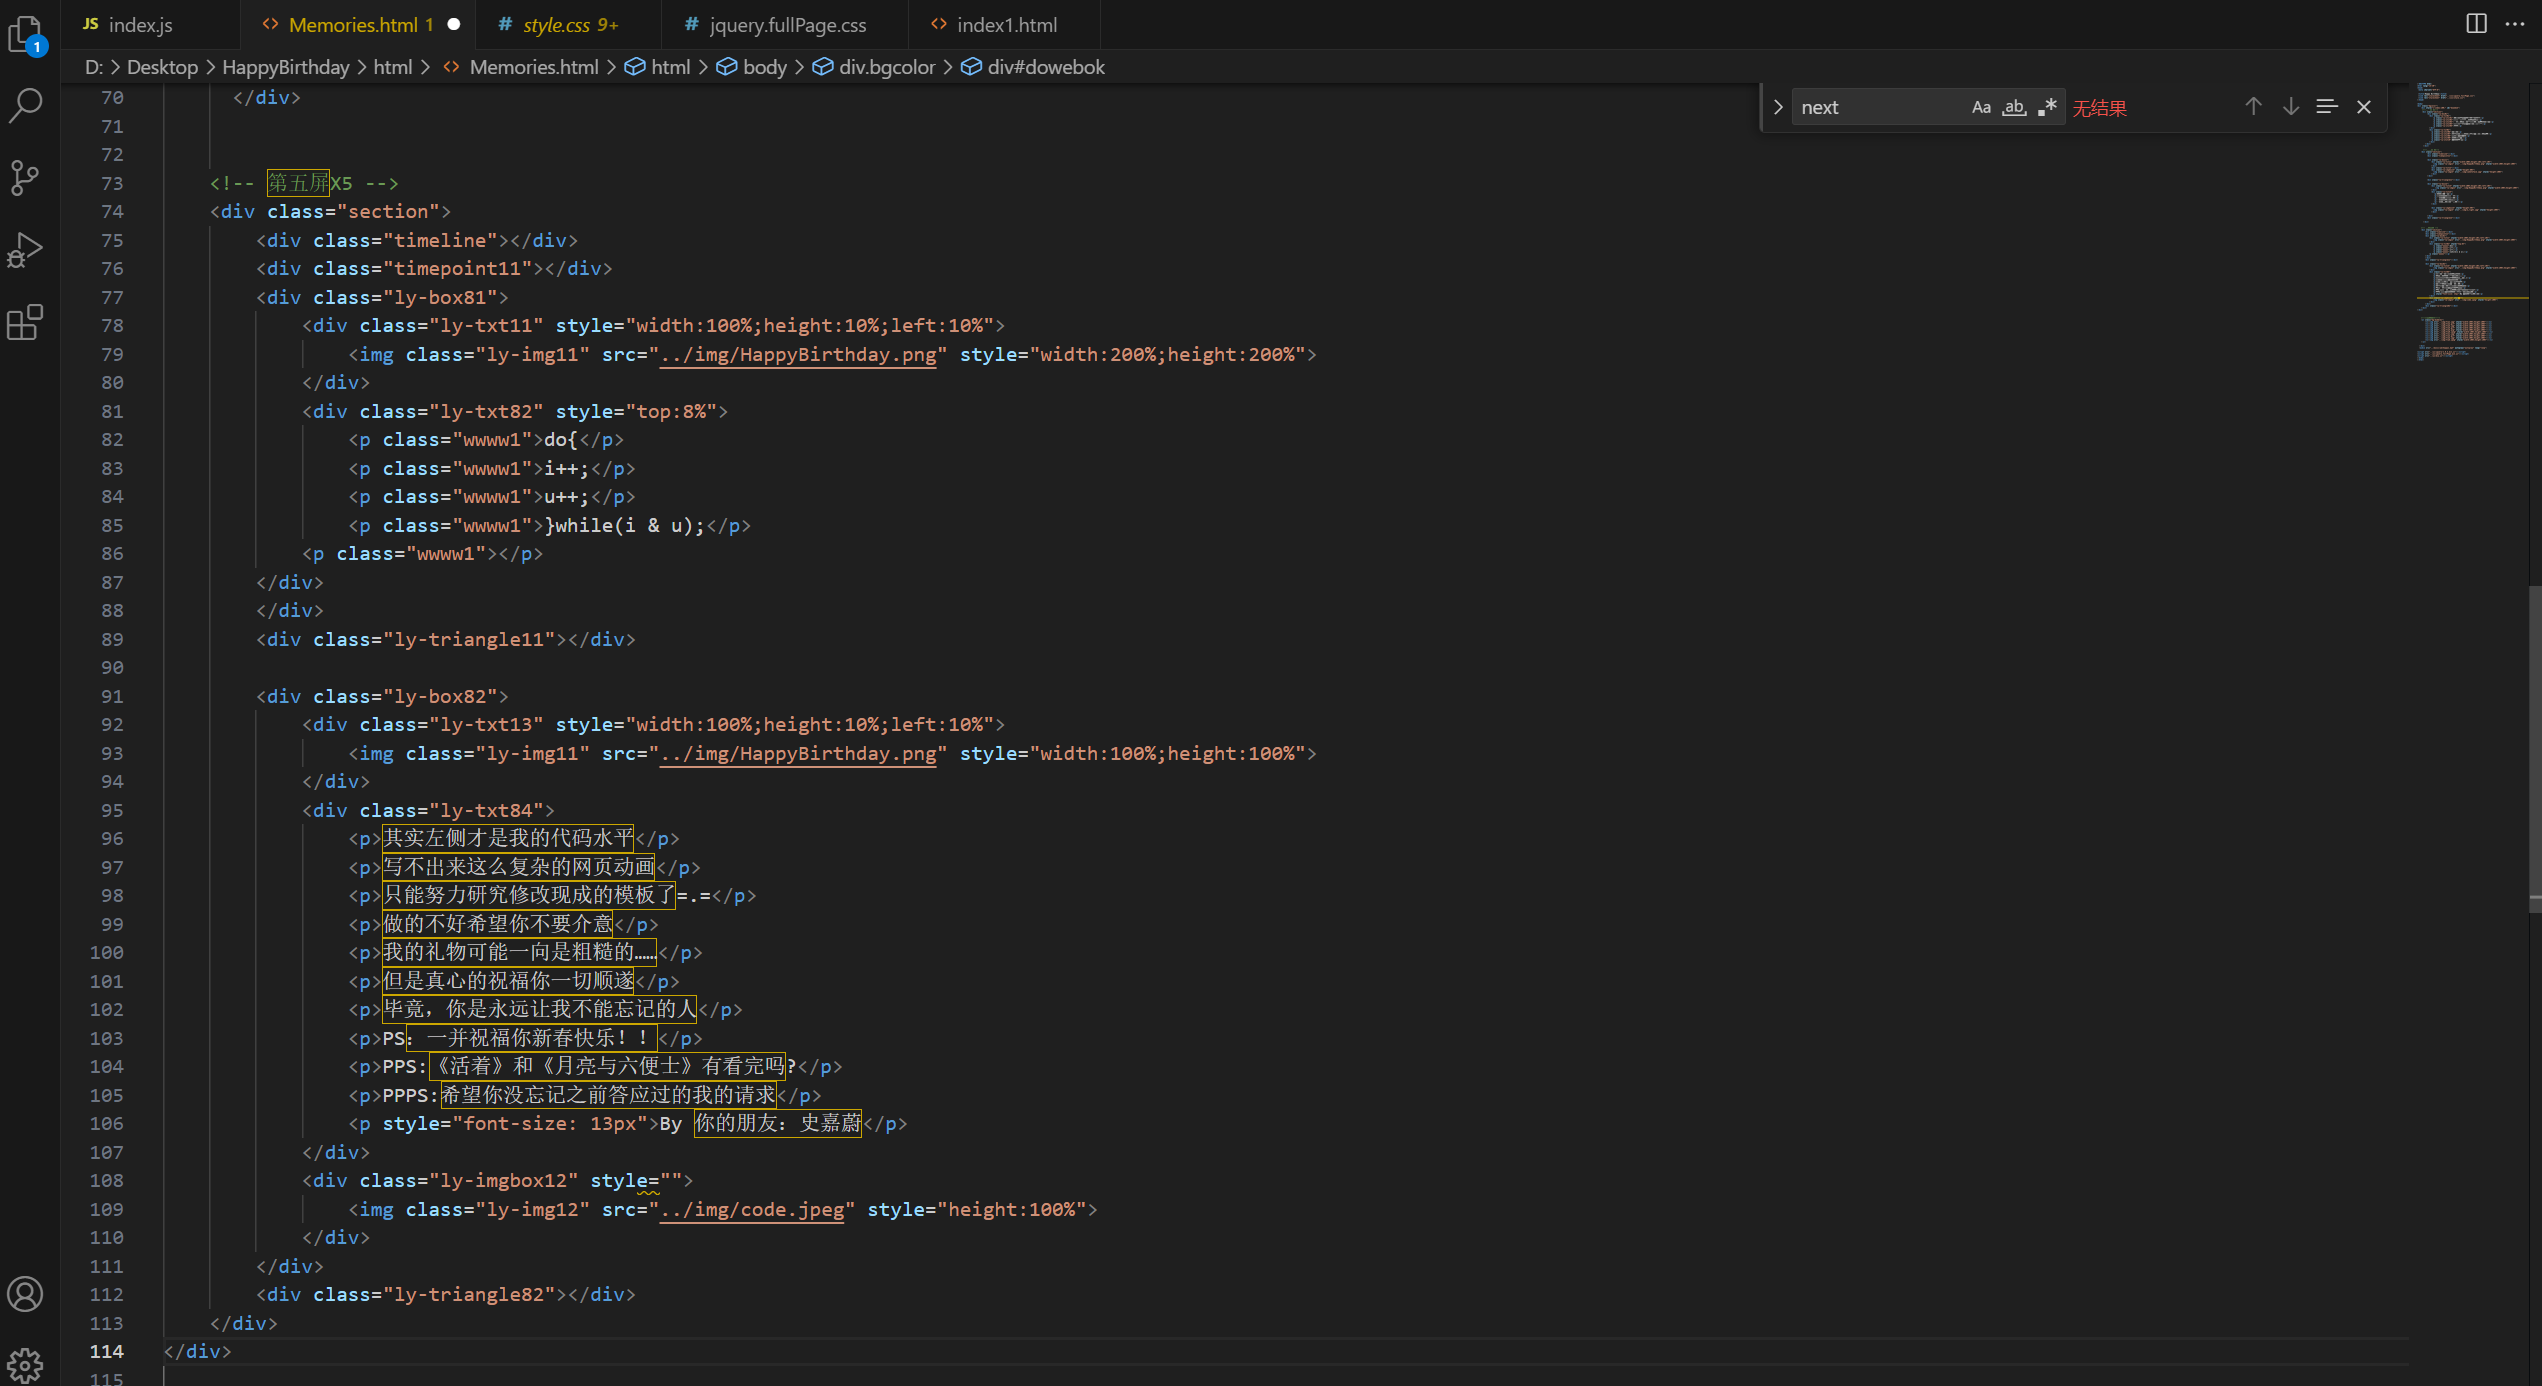 index.js
Memories.html 1
style.css 9+
jquery.fullPage.css
index1.html
1
D: > Desktop > HappyBirthday > html > Memories.html > html > body > div.bgcolor > div#dowebok
next Aa ab 无结果
70 </div>
71
72
73 <!-- 第五屏X5 -->
74 <div class="section">
75 <div class="timeline"></div>
76 <div class="timepoint11"></div>
77 <div class="ly-box81">
78 <div class="ly-txt11" style="width:100%;height:10%;left:10%">
79 <img class="ly-img11" src="../img/HappyBirthday.png" style="width:200%;height:200%">
80 </div>
81 <div class="ly-txt82" style="top:8%">
82 <p class="wwww1">do{</p>
83 <p class="wwww1">i++;</p>
84 <p class="wwww1">u++;</p>
85 <p class="wwww1">}while(i & u);</p>
86 <p class="wwww1"></p>
87 </div>
88 </div>
89 <div class="ly-triangle11"></div>
90
91 <div class="ly-box82">
92 <div class="ly-txt13" style="width:100%;height:10%;left:10%">
93 <img class="ly-img11" src="../img/HappyBirthday.png" style="width:100%;height:100%">
94 </div>
95 <div class="ly-txt84">
96 <p>其实左侧才是我的代码水平</p>
97 <p>写不出来这么复杂的网页动画</p>
98 <p>只能努力研究修改现成的模板了=.=</p>
99 <p>做的不好希望你不要介意</p>
100 <p>我的礼物可能一向是粗糙的……</p>
101 <p>但是真心的祝福你一切顺遂</p>
102 <p>毕竟，你是永远让我不能忘记的人</p>
103 <p>PS：一并祝福你新春快乐！！</p>
104 <p>PPS:《活着》和《月亮与六便士》有看完吗?</p>
105 <p>PPPS:希望你没忘记之前答应过的我的请求</p>
106 <p style="font-size: 13px">By 你的朋友：史嘉蔚</p>
107 </div>
108 <div class="ly-imgbox12" style="">
109 <img class="ly-img12" src="../img/code.jpeg" style="height:100%">
110 </div>
111 </div>
112 <div class="ly-triangle82"></div>
113 </div>
114 </div>
115